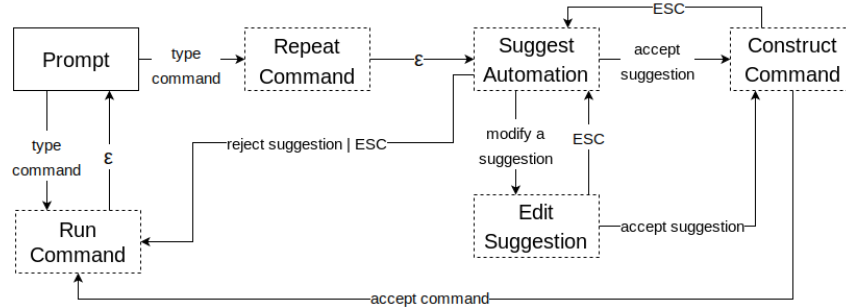 ESC
Prompt
type
command
Repeat
Command
ε
Suggest
Automation
accept
suggestion
Construct
Command
type
command
ε
reject suggestion | ESC
modify a
suggestion
ESC
Run
Command
Edit
Suggestion
accept suggestion
accept command